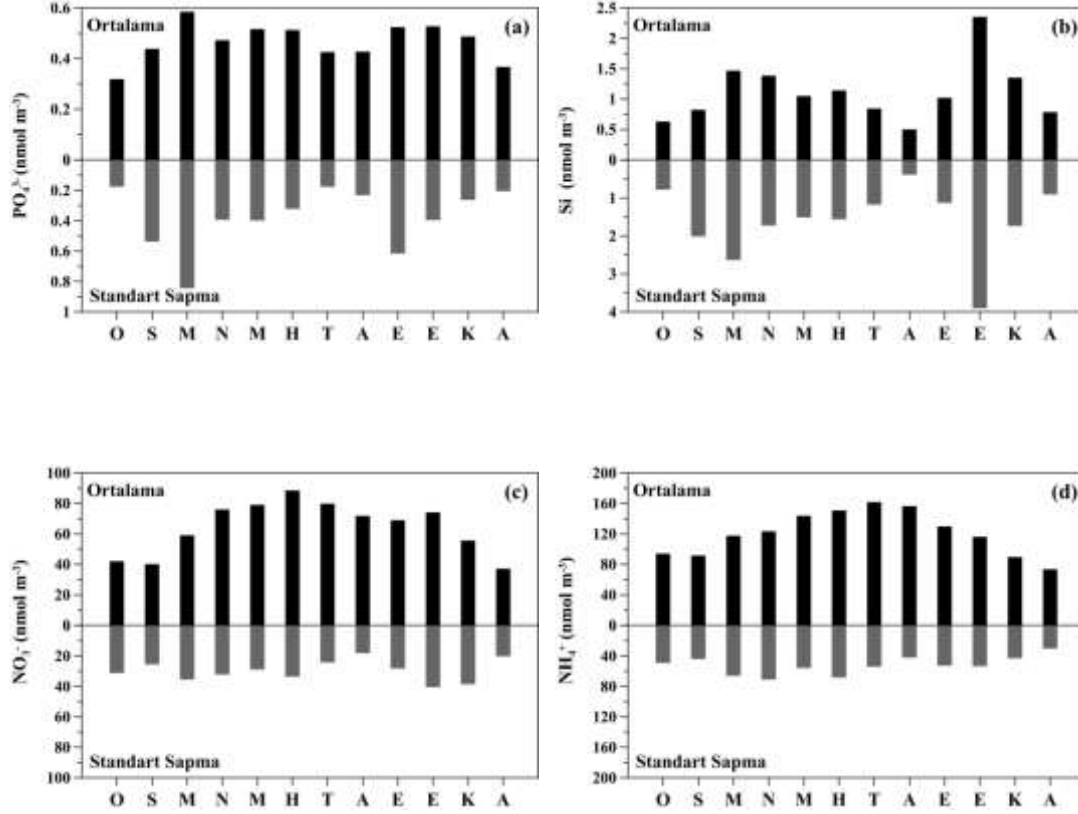 Ortalama
(a)
PO₄³⁻ (nmol m⁻³)
0.6
0.4
0.2
0
0.2
0.4
0.6
0.8
1
Standart Sapma
O S M N M H T A E E K A
Ortalama
(b)
Si (nmol m⁻³)
2.5
2
1.5
1
0.5
0
1
2
3
4
Standart Sapma
O S M N M H T A E E K A
Ortalama
(c)
NO₃⁻ (nmol m⁻³)
100
80
60
40
20
0
20
40
60
80
100
Standart Sapma
O S M N M H T A E E K A
Ortalama
(d)
NH₄⁺ (nmol m⁻³)
200
160
120
80
40
0
40
80
120
160
200
Standart Sapma
O S M N M H T A E E K A